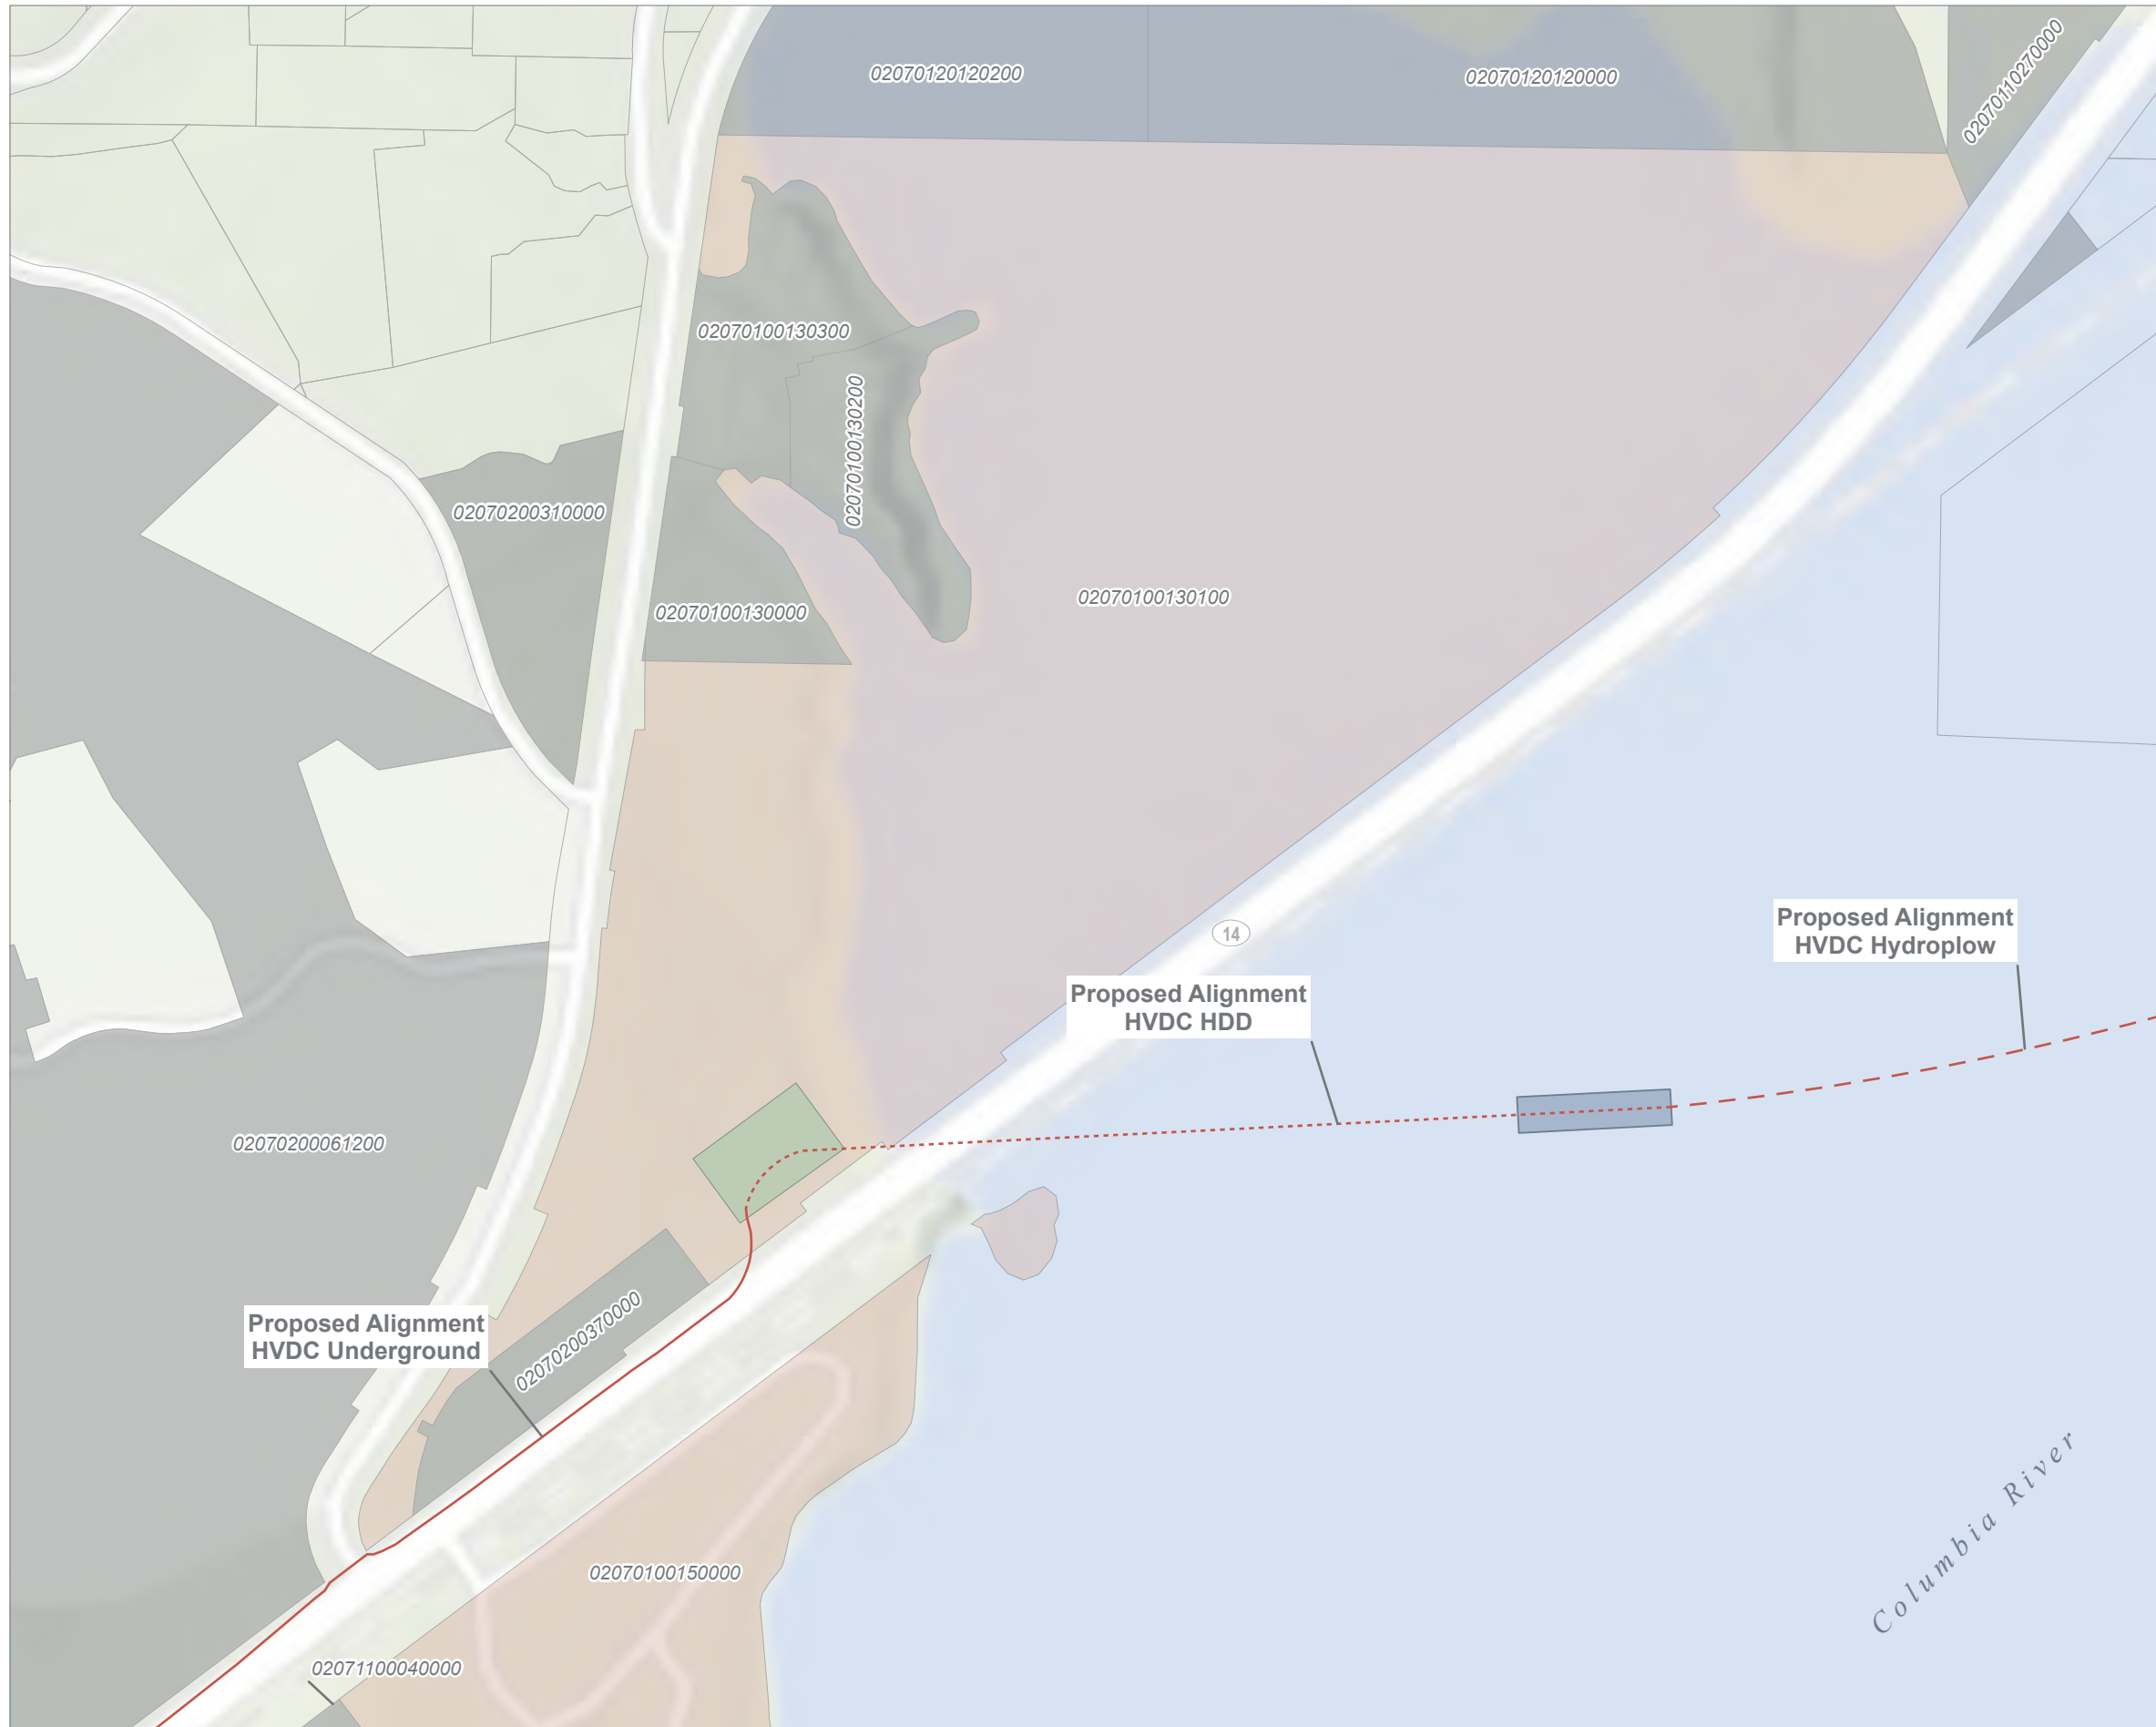 02070120120200
02070120120000
02070110270000
02070100130300
02070100130200
02070200310000
02070100130100
02070100130000
Proposed Alignment
HVDC Hydroplow
14
Proposed Alignment
HVDC HDD
02070200061200
Proposed Alignment
HVDC Underground
02070200370000
Columbia River
02070100150000
02071100040000